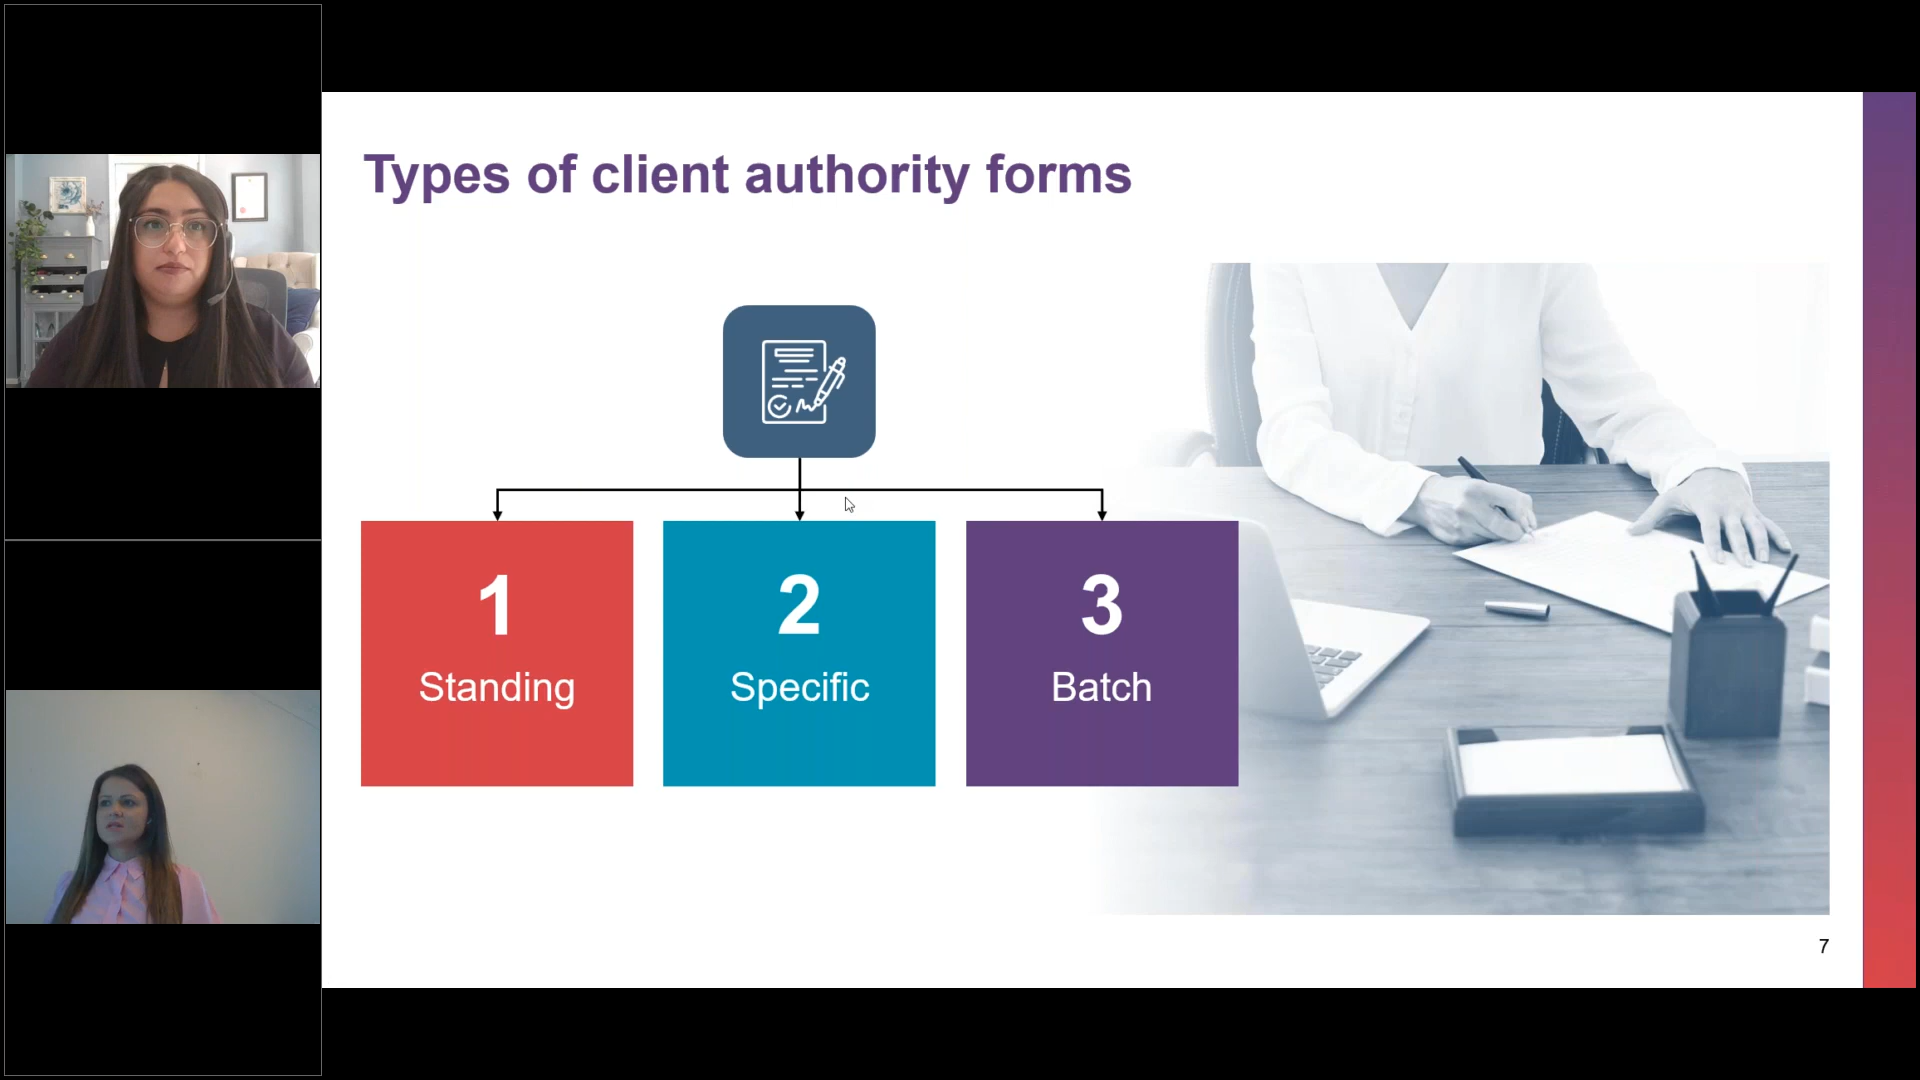 Types of client authority forms
1
Standing
2
Specific
3
Batch
7